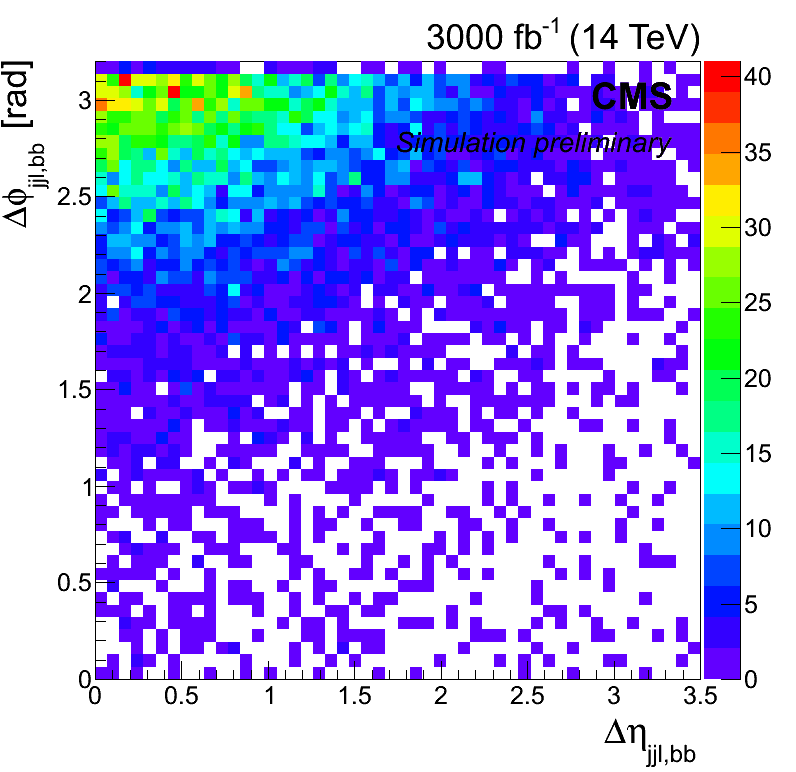 3000 fb⁻¹ (14 TeV)
CMS
Simulation preliminary
Δϕjjl,bb [rad]
3
2.5
2
1.5
1
0.5
0
0 0.5 1 1.5 2 2.5 3 3.5
Δηjjl,bb
40
35
30
25
20
15
10
5
0